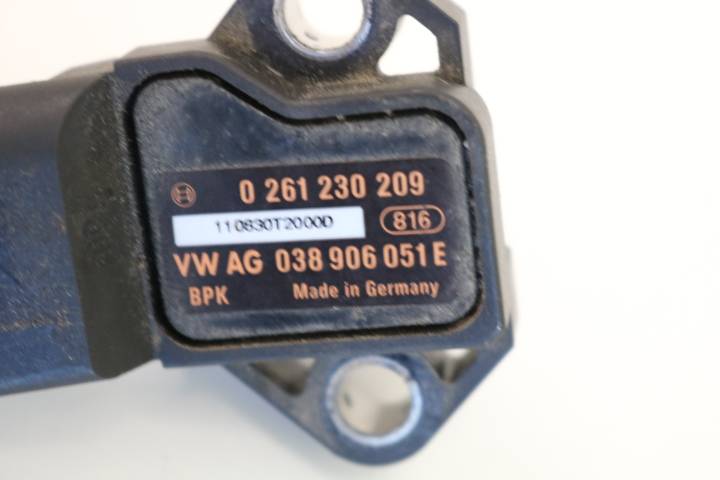 0 261 230 209
110830T2000D 816
VW AG 038 906 051 E
BPK Made in Germany